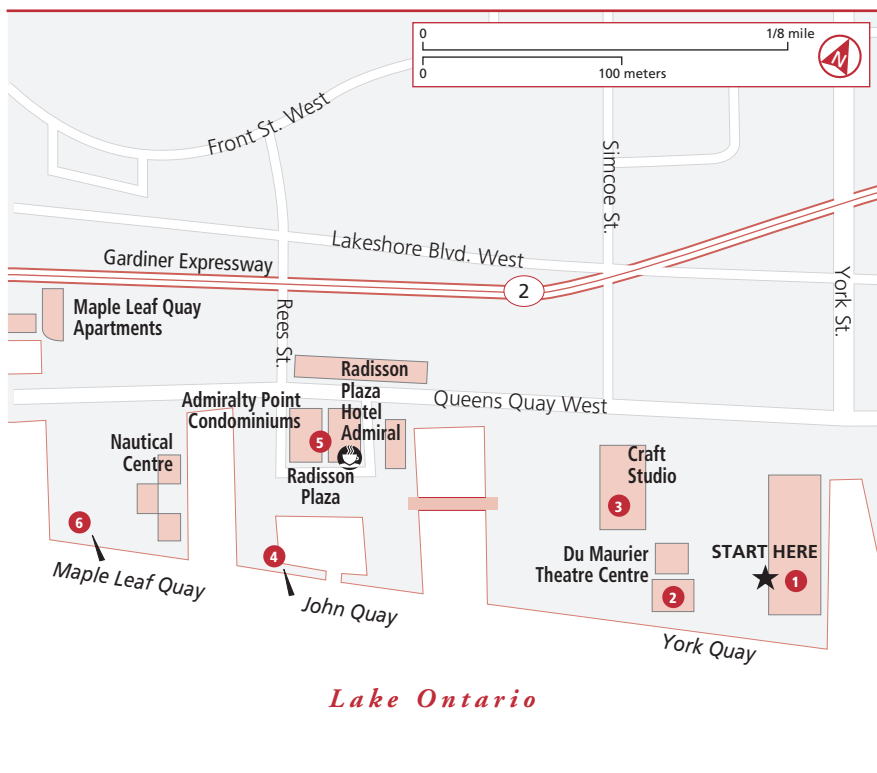 0
1/8 mile
0
100 meters
N
Front St. West
Simcoe St.
Lakeshore Blvd. West
Gardiner Expressway
2
York St.
Rees St.
Maple Leaf Quay
Apartments
Radisson
Plaza
Hotel
Admiral
Queens Quay West
Admiralty Point
Condominiums
5
Nautical
Centre
Radisson
Plaza
Craft
Studio
3
6
4
Du Maurier
Theatre Centre
START HERE
1
2
Maple Leaf Quay
John Quay
York Quay
Lake Ontario